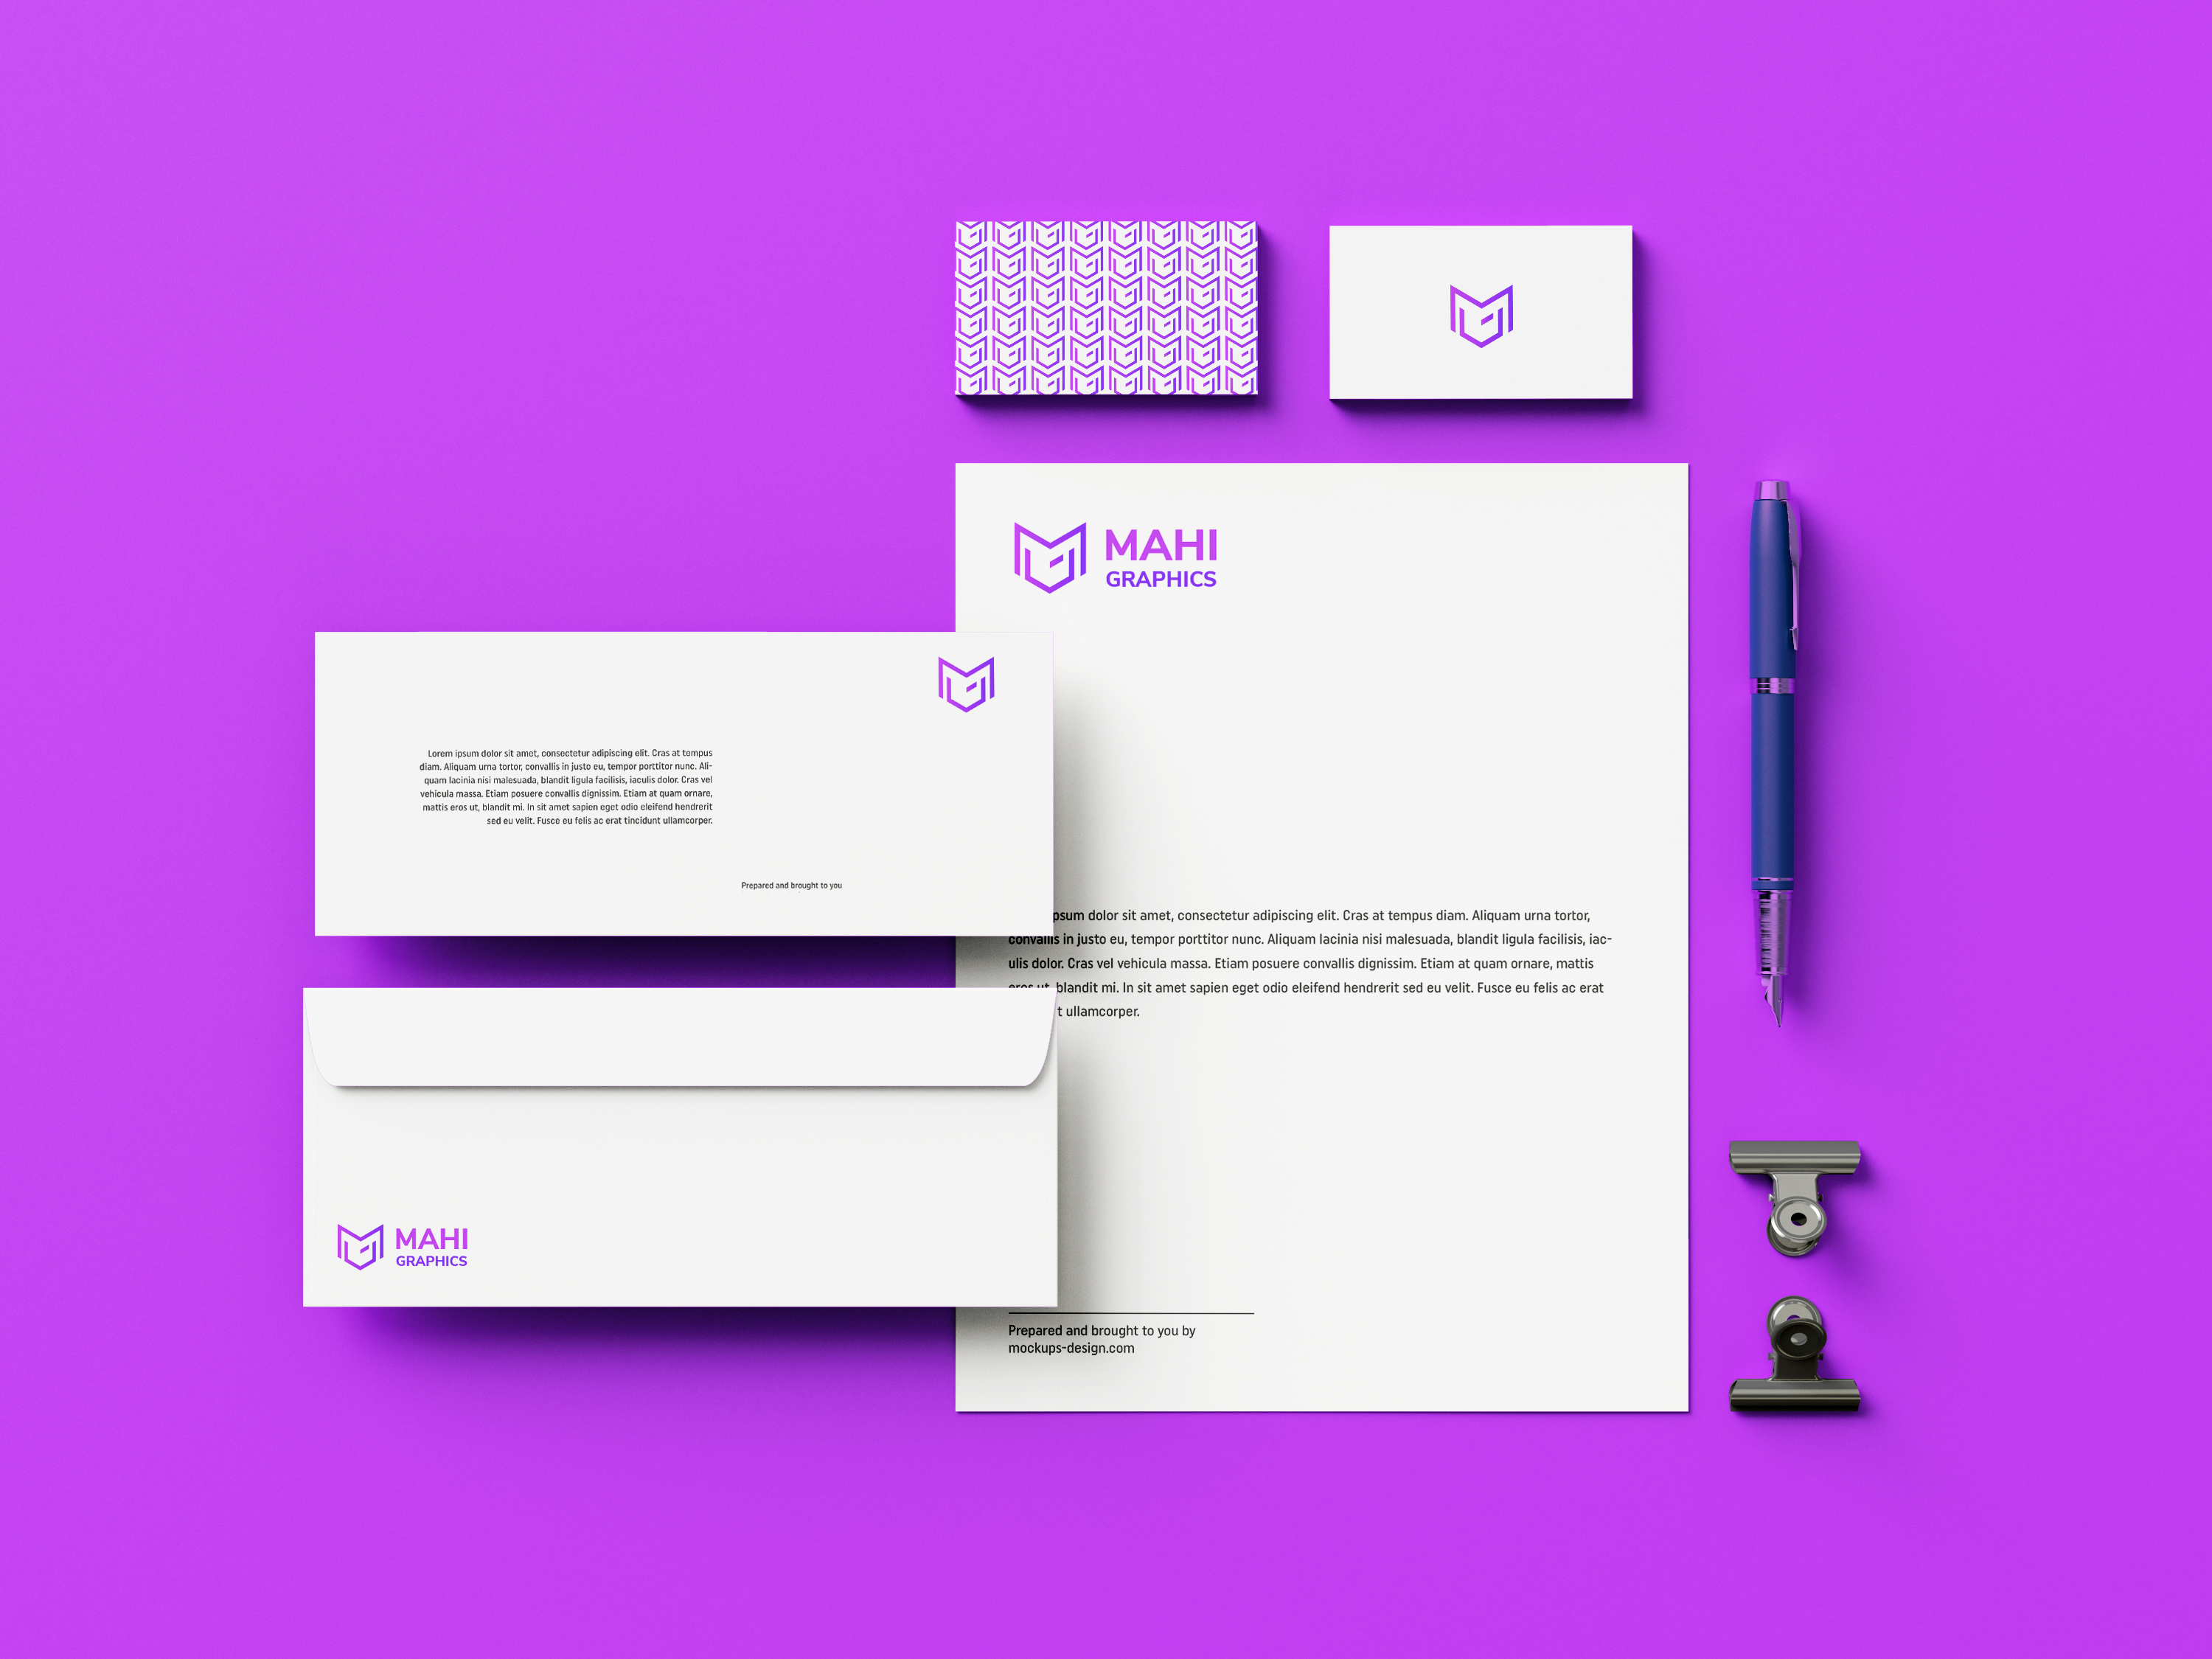 MAHI
GRAPHICS
Lorem ipsum dolor sit amet, consectetur adipiscing elit. Cras at tempus
diam. Aliquam urna tortor, convallis in justo eu, tempor porttitor nunc. Ali-
quam lacinia nisi malesuada, blandit ligula facilisis, iaculis dolor. Cras vel
vehicula massa. Etiam posuere convallis dignissim. Etiam at quam ornare,
mattis eros ut, blandit mi. In sit amet sapien eget odio eleifend hendrerit
sed eu velit. Fusce eu felis ac erat tincidunt ullamcorper.
Prepared and brought to you
psum dolor sit amet, consectetur adipiscing elit. Cras at tempus diam. Aliquam urna tortor,
convallis in justo eu, tempor porttitor nunc. Aliquam lacinia nisi malesuada, blandit ligula facilisis, iac-
ulis dolor. Cras vel vehicula massa. Etiam posuere convallis dignissim. Etiam at quam ornare, mattis
eros ut, blandit mi. In sit amet sapien eget odio eleifend hendrerit sed eu velit. Fusce eu felis ac erat
t ullamcorper.
MAHI
GRAPHICS
Prepared and brought to you by
mockups-design.com